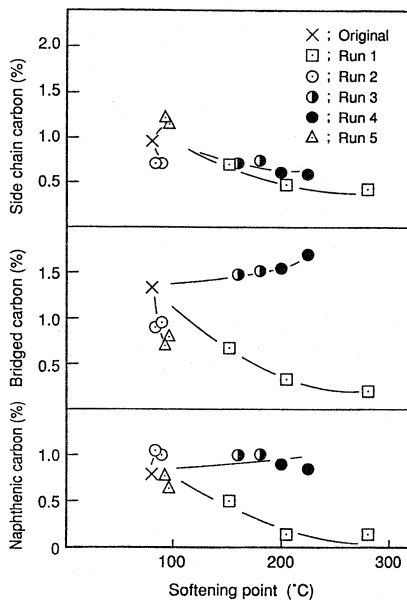 2.0
1.5
1.0
0.5
Side chain carbon (%)
× ; Original
□ ; Run 1
⊙ ; Run 2
◑ ; Run 3
● ; Run 4
△ ; Run 5
1.5
1.0
0.5
Bridged carbon (%)
1.0
0.5
0
Naphthenic carbon (%)
100
200
300
Softening point (°C)